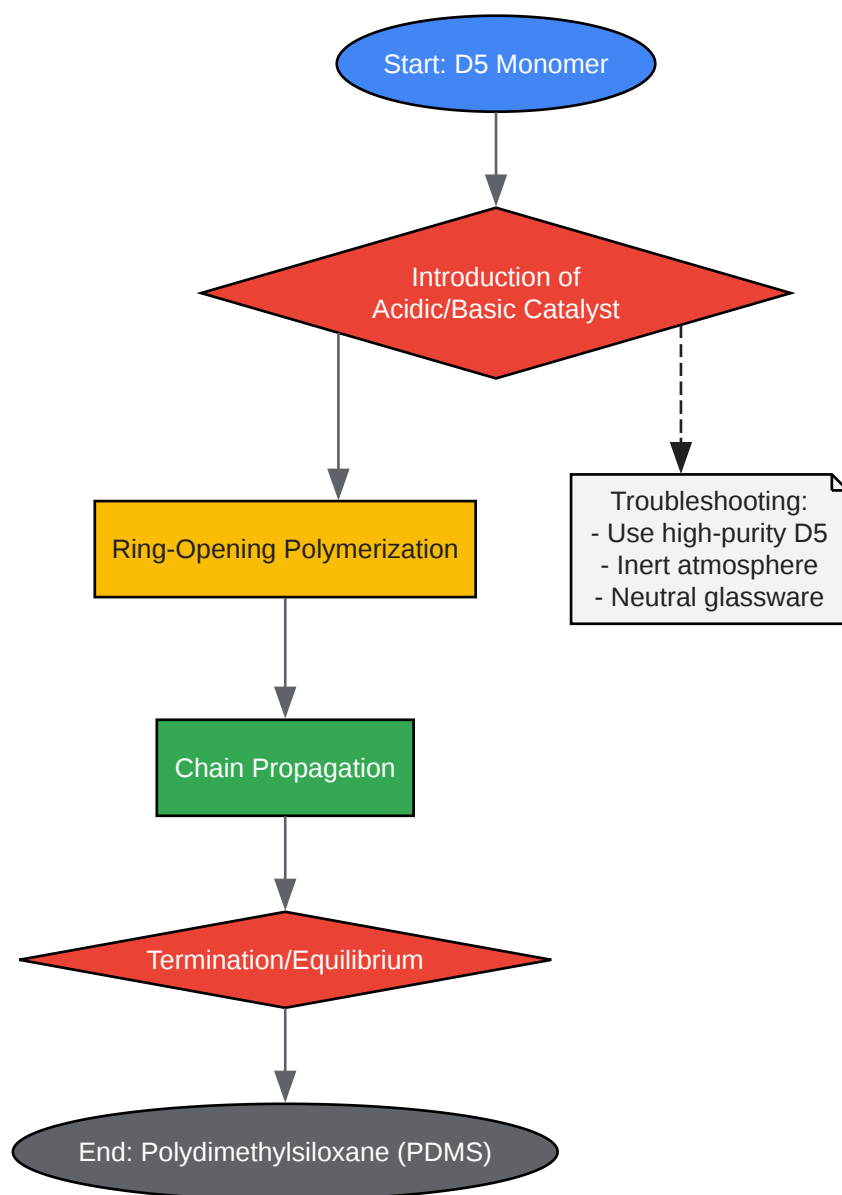 Start: D5 Monomer
Introduction of
Acidic/Basic Catalyst
Troubleshooting:
- Use high-purity D5
- Inert atmosphere
- Neutral glassware
Ring-Opening Polymerization
Chain Propagation
Termination/Equilibrium
End: Polydimethylsiloxane (PDMS)